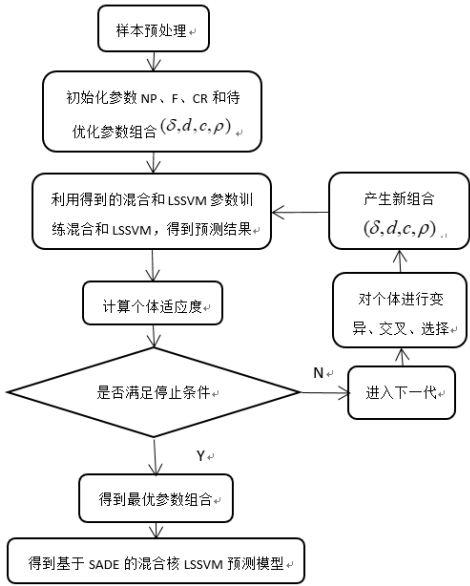 样本预处理
初始化参数 NP、F、CR 和待
优化参数组合(δ,d,c,ρ)
利用得到的混合和 LSSVM 参数训
练混合和 LSSVM，得到预测结果
产生新组合
(δ,d,c,ρ)
计算个体适应度
对个体进行变
异、交叉、选择
是否满足停止条件
N
进入下一代
Y
得到最优参数组合
得到基于 SADE 的混合核 LSSVM 预测模型